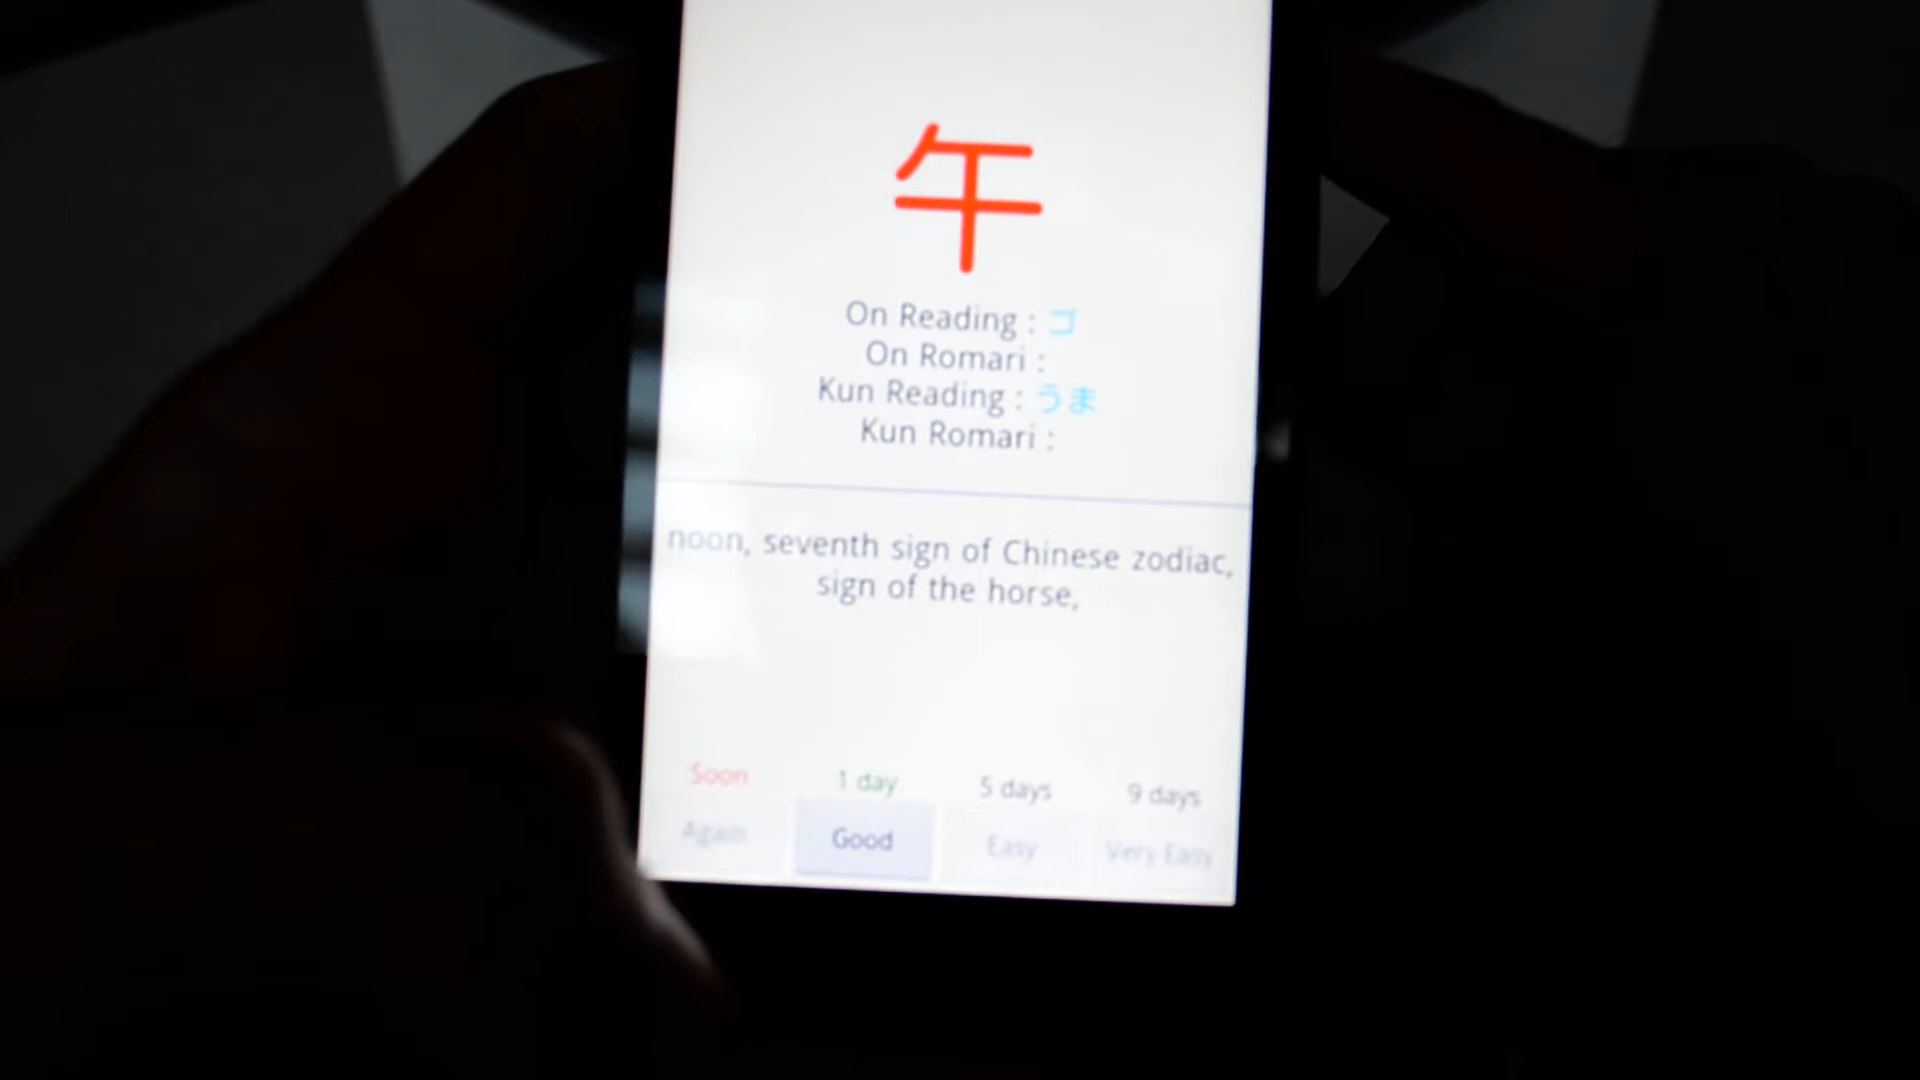 午
On Reading : ゴ
On Romari :
Kun Reading : うま
Kun Romari :
noon, seventh sign of Chinese zodiac,
sign of the horse,
Soon 1 day 5 days 9 days
Again Good Easy Very Easy